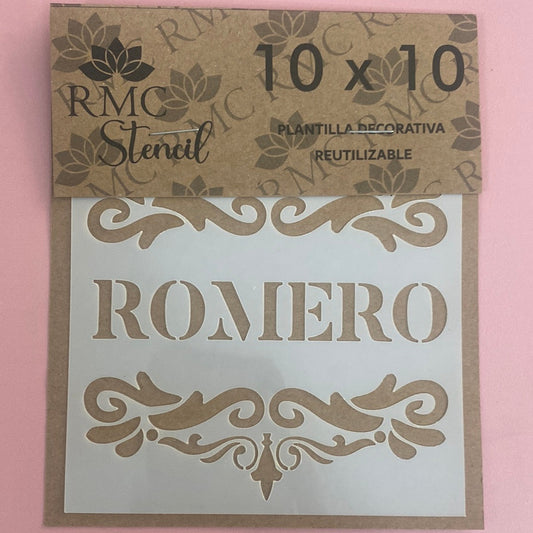 RMC
Stencil
10 x 10
PLANTILLA DECORATIVA
REUTILIZABLE
ROMERO